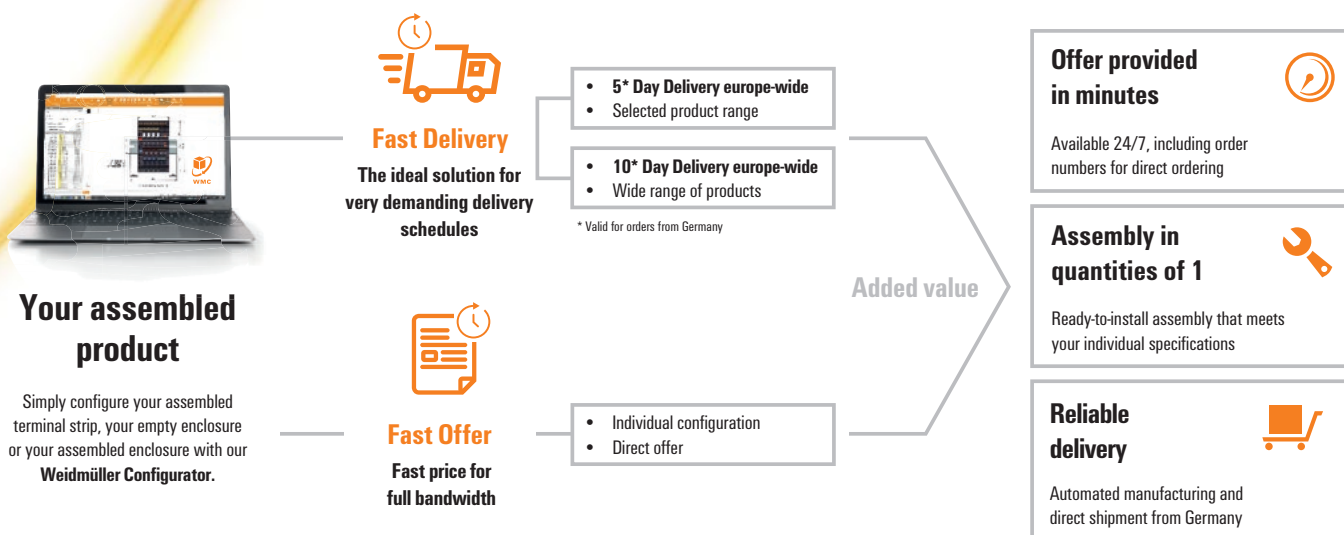 WMC
Your assembled
product
Simply configure your assembled
terminal strip, your empty enclosure
or your assembled enclosure with our
Weidmüller Configurator.
Fast Delivery
The ideal solution for
very demanding delivery
schedules
• 5* Day Delivery europe-wide
• Selected product range
• 10* Day Delivery europe-wide
• Wide range of products
* Valid for orders from Germany
Fast Offer
Fast price for
full bandwidth
• Individual configuration
• Direct offer
Added value
Offer provided
in minutes
Available 24/7, including order
numbers for direct ordering
Assembly in
quantities of 1
Ready-to-install assembly that meets
your individual specifications
Reliable
delivery
Automated manufacturing and
direct shipment from Germany